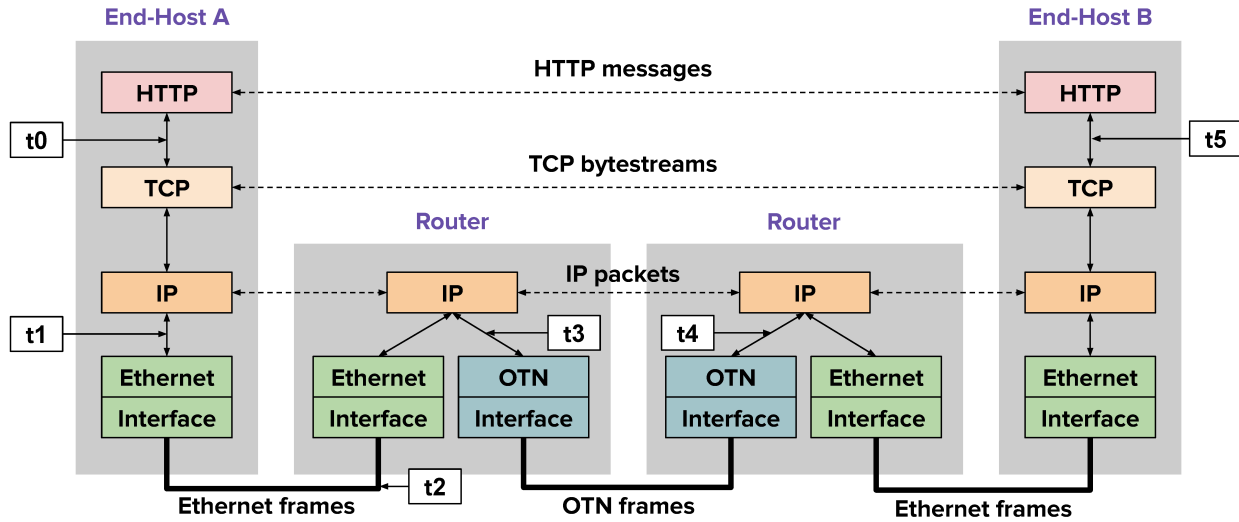 End-Host A
End-Host B
HTTP messages
HTTP
HTTP
t0
t5
TCP bytestreams
TCP
TCP
Router
Router
IP packets
IP
IP
IP
IP
t1
t3
t4
Ethernet
Interface
Ethernet
Interface
OTN
Interface
OTN
Interface
Ethernet
Interface
Ethernet
Interface
t2
Ethernet frames
OTN frames
Ethernet frames